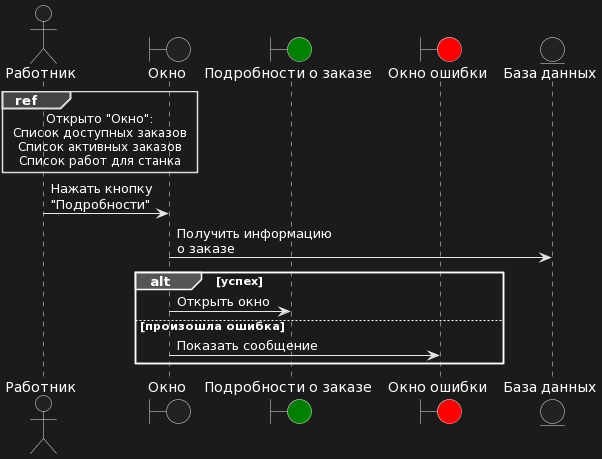 Работник
Окно
Подробности о заказе
Окно ошибки
База данных
ref
Открыто "Окно":
Список доступных заказов
Список активных заказов
Список работ для станка
Нажать кнопку
"Подробности"
Получить информацию
о заказе
alt
[успех]
Открыть окно
[произошла ошибка]
Показать сообщение
Работник
Окно
Подробности о заказе
Окно ошибки
База данных